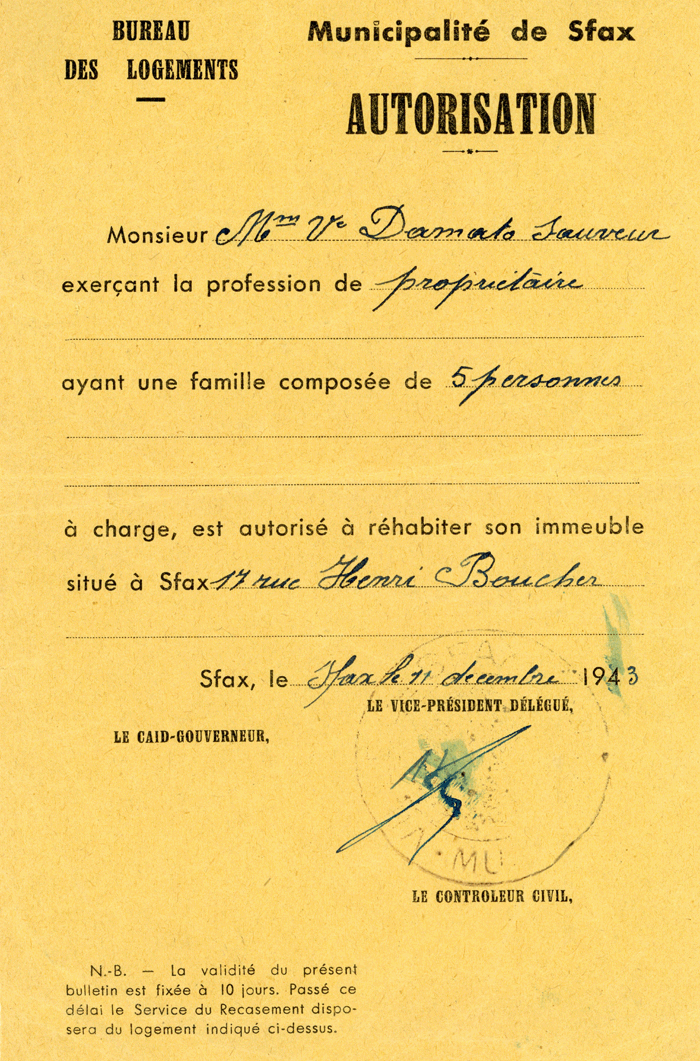 BUREAU
DES LOGEMENTS
Municipalité de Sfax
AUTORISATION
Monsieur Mme Ve Damato Sauveur
exerçant la profession de propriétaire
ayant une famille composée de 5 personnes
à charge, est autorisé à réhabiter son immeuble
situé à Sfax 17 rue Henri Boucher
Sfax, le Sfax le 11 decembre 1943
LE VICE-PRÉSIDENT DÉLÉGUÉ,
LE CAID-GOUVERNEUR,
LE CONTROLEUR CIVIL,
N.-B. — La validité du présent
bulletin est fixée à 10 jours. Passé ce
délai le Service du Recasement dispo-
sera du logement indiqué ci-dessus.